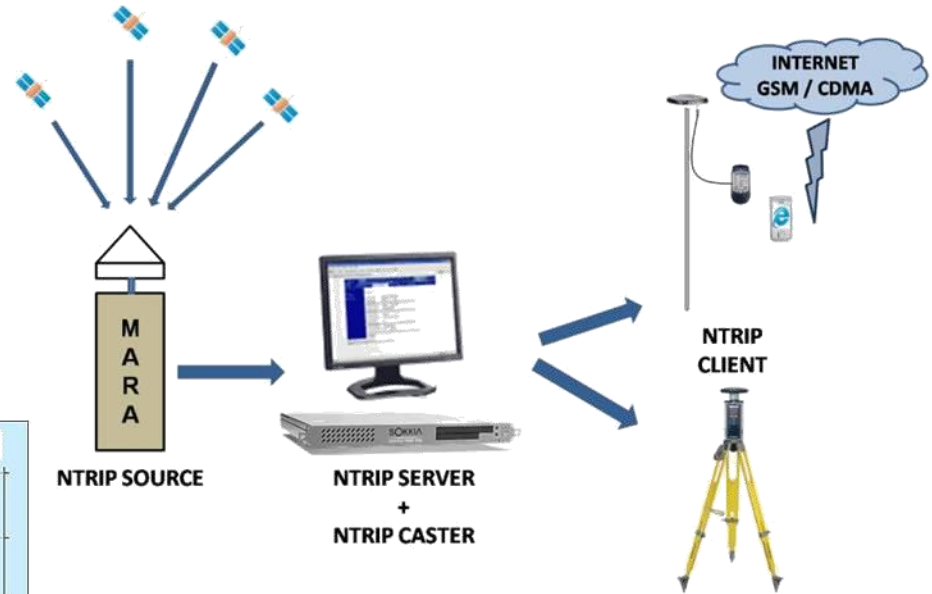 INTERNET
GSM / CDMA
M
A
R
A
NTRIP SOURCE
SOKKIA
NTRIP SERVER
+
NTRIP CASTER
NTRIP
CLIENT